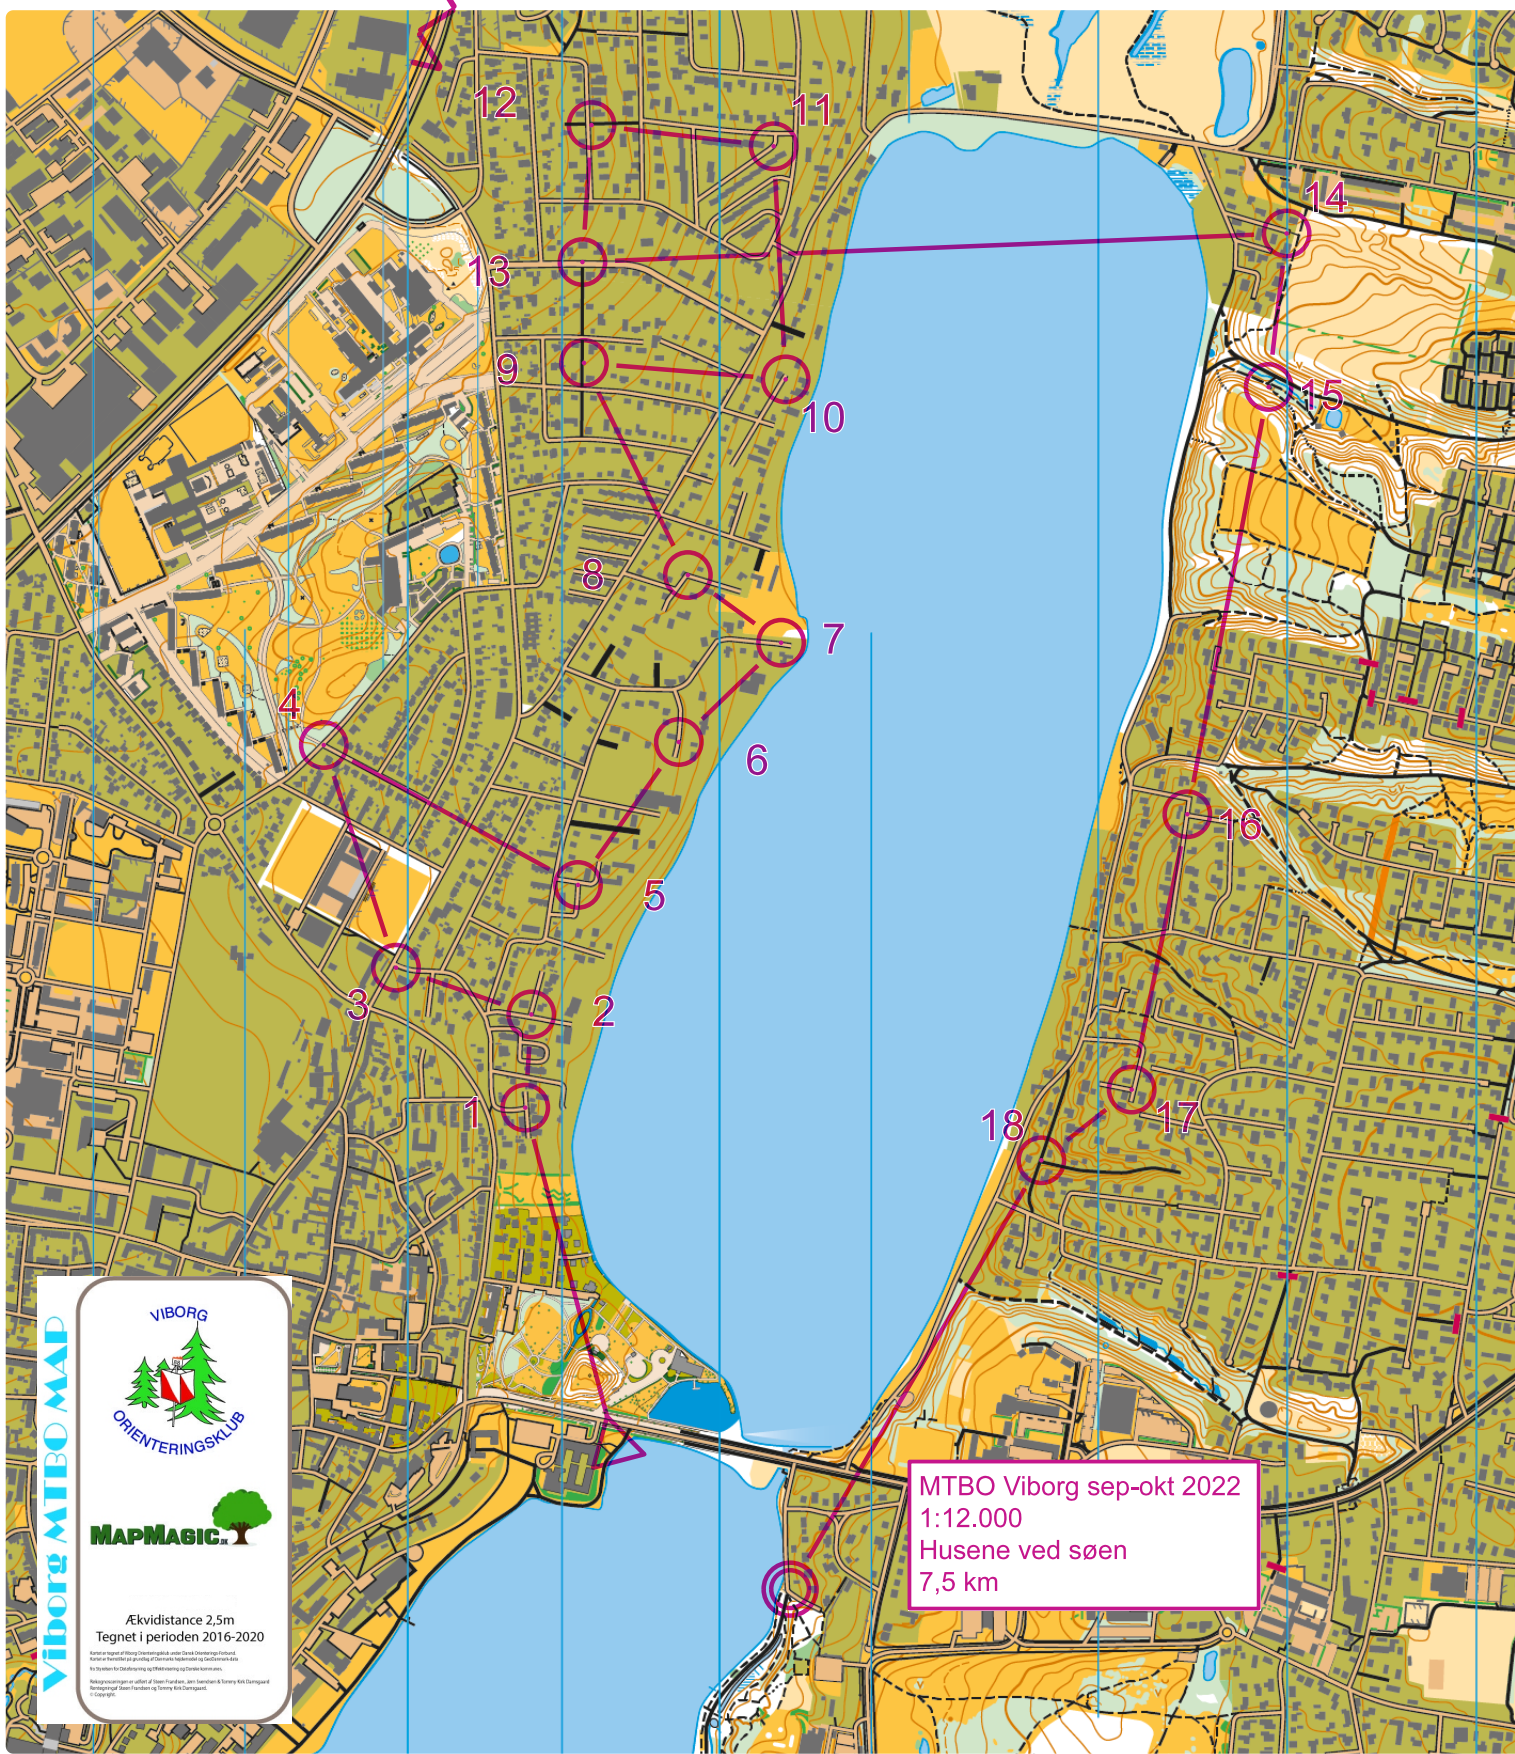 12
11
14
13
9
10
15
8
7
4
6
16
5
3
2
1
18
17
MTBO Viborg sep-okt 2022
1:12.000
Husene ved søen
7,5 km
Viborg MTBO MAP
VIBORG
ORIENTERINGSKLUB
MAPMAGIC.DK
Ækvidistance 2,5m
Tegnet i perioden 2016-2020
© Copyright.